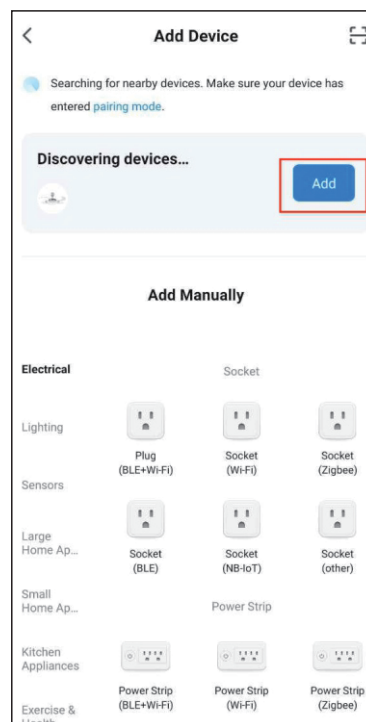 Add Device
Searching for nearby devices. Make sure your device has
entered pairing mode.
Discovering devices...
Add
Add Manually
Electrical
Socket
Lighting
Plug
(BLE+Wi-Fi)
Socket
(Wi-Fi)
Socket
(Zigbee)
Sensors
Large
Home Ap...
Socket
(BLE)
Socket
(NB-IoT)
Socket
(other)
Small
Home Ap...
Power Strip
Kitchen
Appliances
Power Strip
(BLE+Wi-Fi)
Power Strip
(Wi-Fi)
Power Strip
(Zigbee)
Exercise &
Health